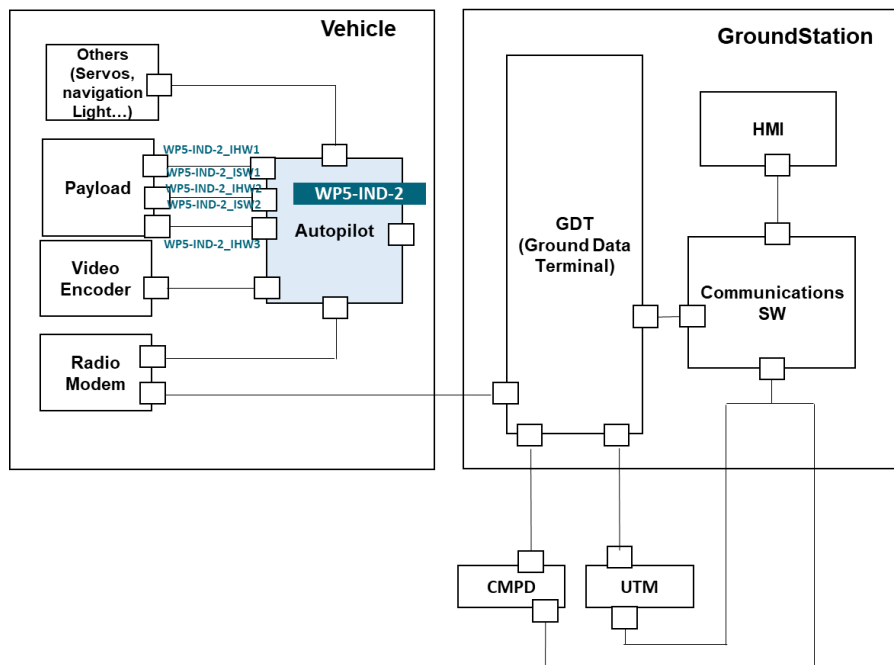 Vehicle
GroundStation
Others
(Servos,
navigation
Light...)
WP5-IND-2_IHW1
WP5-IND-2_ISW1
WP5-IND-2_IHW2
WP5-IND-2_ISW2
WP5-IND-2_IHW3
Payload
WP5-IND-2
Autopilot
Video
Encoder
Radio
Modem
GDT
(Ground Data
Terminal)
HMI
Communications
SW
CMPD
UTM